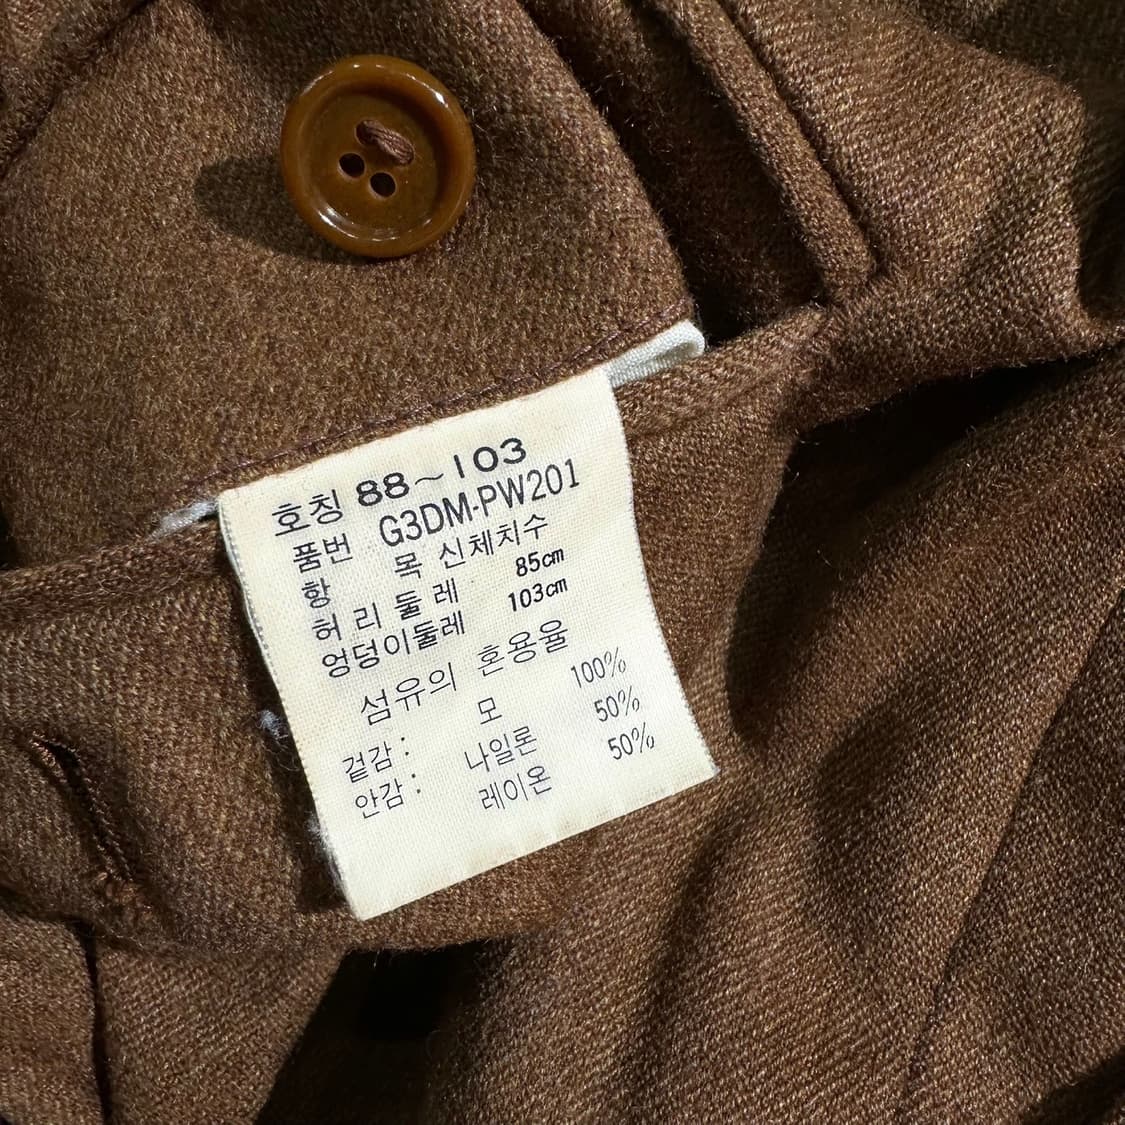 호칭 88~103
품번 G3DM-PW201
항 목 신체치수
허리둘레 85cm
엉덩이둘레 103cm
섬유의 혼용율
겉감: 모 100%
안감: 나일론 50%
레이온 50%